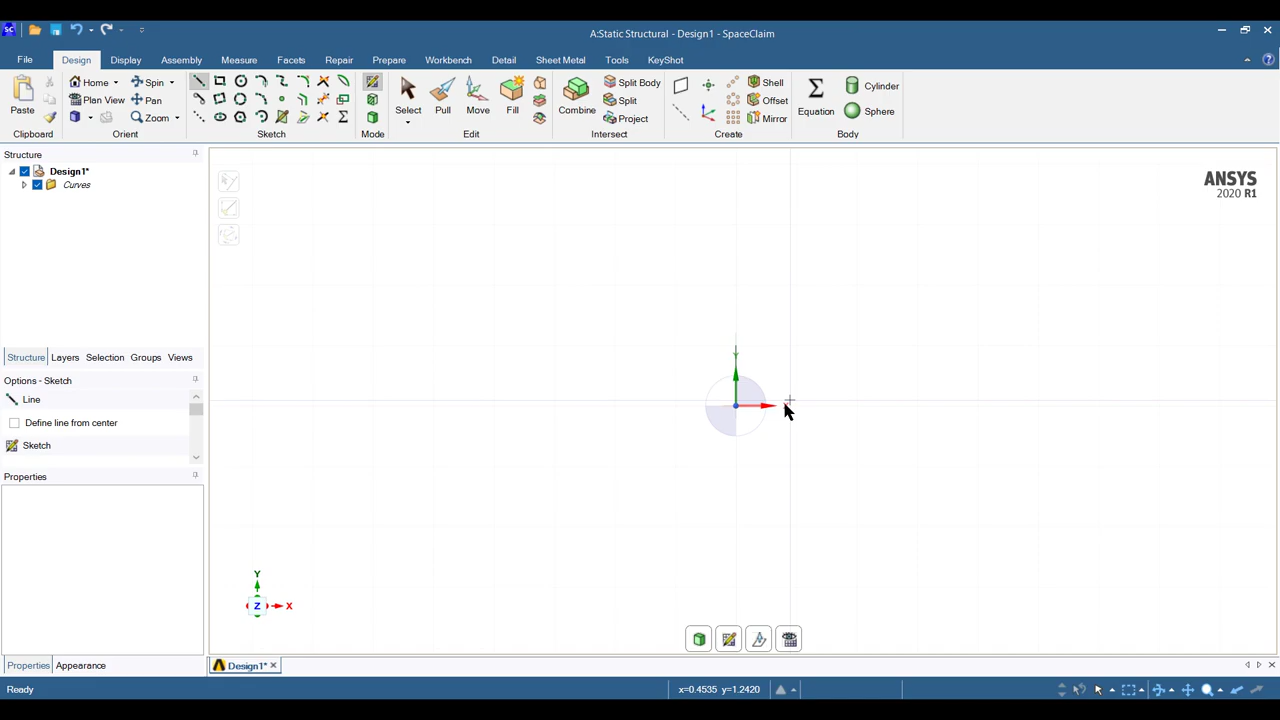 A:Static Structural - Design1 - SpaceClaim
File Design Display Assembly Measure Facets Repair Prepare Workbench Detail Sheet Metal Tools KeyShot
Home Spin Split Body Shell Cylinder
Plan View Pan Split Offset
Paste Zoom Select Pull Move Fill Combine Project Mirror Equation Sphere
Clipboard Orient Sketch Mode Edit Intersect Create Body
Structure
Design1*
Curves
ANSYS
2020 R1
Y
Structure Layers Selection Groups Views
Options - Sketch
Line
Define line from center
Sketch
Properties
Y
Z X
Properties Appearance Design1*
Ready x=0.4535 y=1.2420